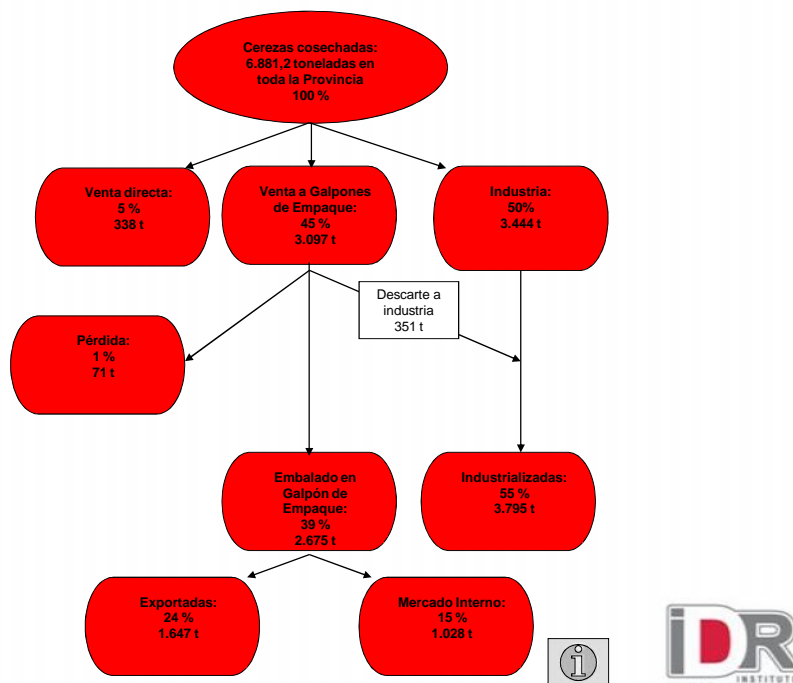 Cerezas cosechadas:
6.881,2 toneladas en
toda la Provincia
100 %
Venta directa:
5 %
338 t
Venta a Galpones
de Empaque:
45 %
3.097 t
Industria:
50%
3.444 t
Descarte a
industria
351 t
Pérdida:
1 %
71 t
Embalado en
Galpón de
Empaque:
39 %
2.675 t
Industrializadas:
55 %
3.795 t
Exportadas:
24 %
1.647 t
Mercado Interno:
15 %
1.028 t
i
iDR
INSTITUT